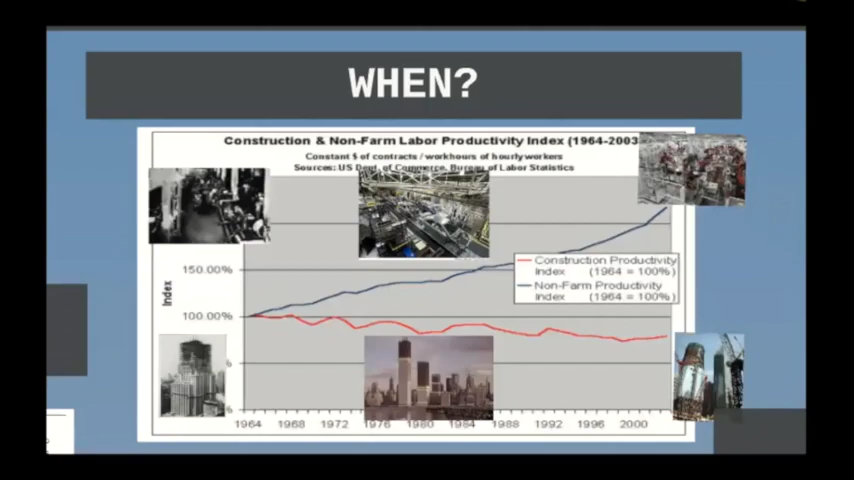 WHEN?
Construction & Non-Farm Labor Productivity Index (1964-2003
Constant $ of contracts / workhours of hourly workers
Sources: US Dept. of Commerce, Bureau of Labor Statistics
150.00%
100.00%
%
%
Index
Construction Productivity
Index (1964 = 100%)
Non-Farm Productivity
Index (1964 = 100%)
1964 1968 1972 1976 1980 1984 1988 1992 1996 2000